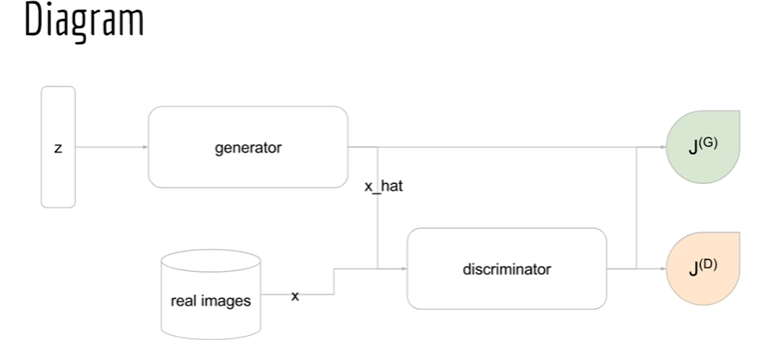 Diagram
z
generator
J(G)
x_hat
discriminator
J(D)
real images
x